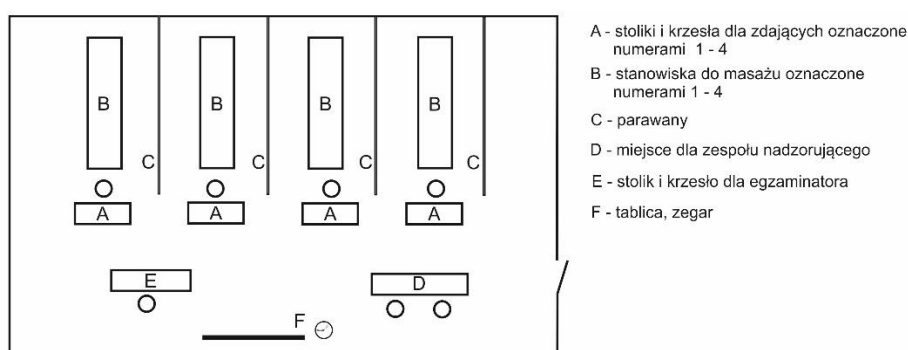 B B B B
C C C C
A A A A
E D
F
A - stoliki i krzesła dla zdających oznaczone
numerami 1 - 4
B - stanowiska do masażu oznaczone
numerami 1 - 4
C - parawany
D - miejsce dla zespołu nadzorującego
E - stolik i krzesło dla egzaminatora
F - tablica, zegar